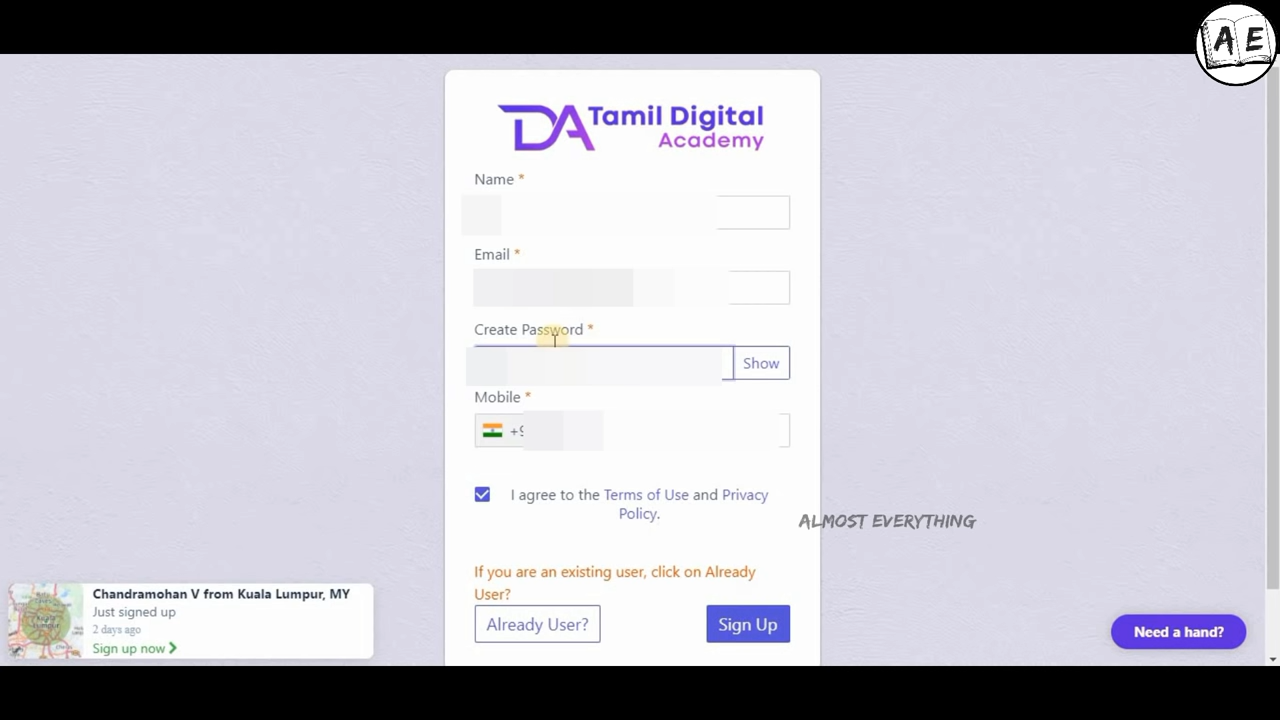 A E
DA Tamil Digital
Academy
Name *
Email *
Create Password *
Show
Mobile *
+9
I agree to the Terms of Use and Privacy
Policy.
ALMOST EVERYTHING
If you are an existing user, click on Already
User?
Already User?
Sign Up
Chandramohan V from Kuala Lumpur, MY
Just signed up
2 days ago
Sign up now
Need a hand?